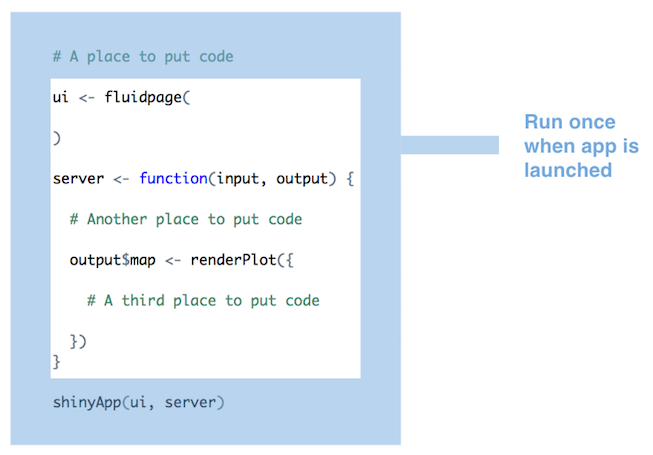 # A place to put code
ui <- fluidpage(
)
server <- function(input, output) {
# Another place to put code
output$map <- renderPlot({
# A third place to put code
})
}
shinyApp(ui, server)
Run once
when app is
launched